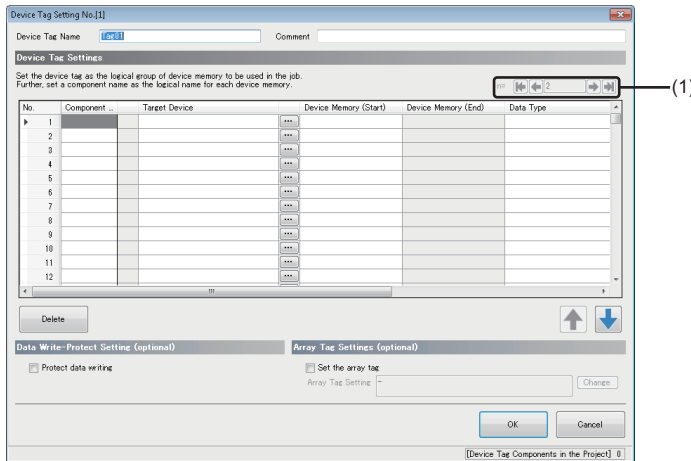 Device Tag Setting No.[1]
Device Tag Name Tag01 Comment
Device Tag Settings
Set the device tag as the logical group of device memory to be used in the job.
Further, set a component name as the logical name for each device memory.
2
(1)
No. Component .. Target Device Device Memory (Start) Device Memory (End) Data Type
1 ...
2 ...
3 ...
4 ...
5 ...
6 ...
7 ...
8 ...
9 ...
10 ...
11 ...
12 ...
Delete
Data Write-Protect Setting (optional) Array Tag Settings (optional)
Protect data writing Set the array tag
Array Tag Setting - Change
OK Cancel
[Device Tag Components in the Project] 0